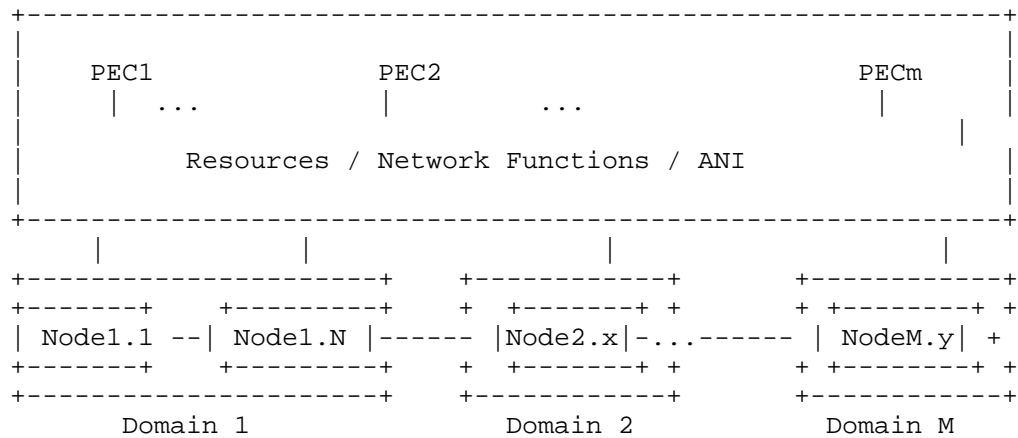 +-------------------------------------------------------------+
|                                                             |
|    PEC1              PEC2                          PECm     |
|     |  ...            |         ...                 |       |
|                                                          |
|          Resources / Network Functions / ANI                |
|                                                             |
+-------------------------------------------------------------+
     |            |                  |                    |
+----------------------+    +------------+       +------------+
+-------+    +---------+    +  +-------+ +       + +--------+ +
| Node1.1 --| Node1.N |------ |Node2.x|-...------ | NodeM.y| +
+-------+    +---------+    +  +-------+ +       + +--------+ +
+----------------------+    +------------+       +------------+
Domain 1                Domain 2            Domain M